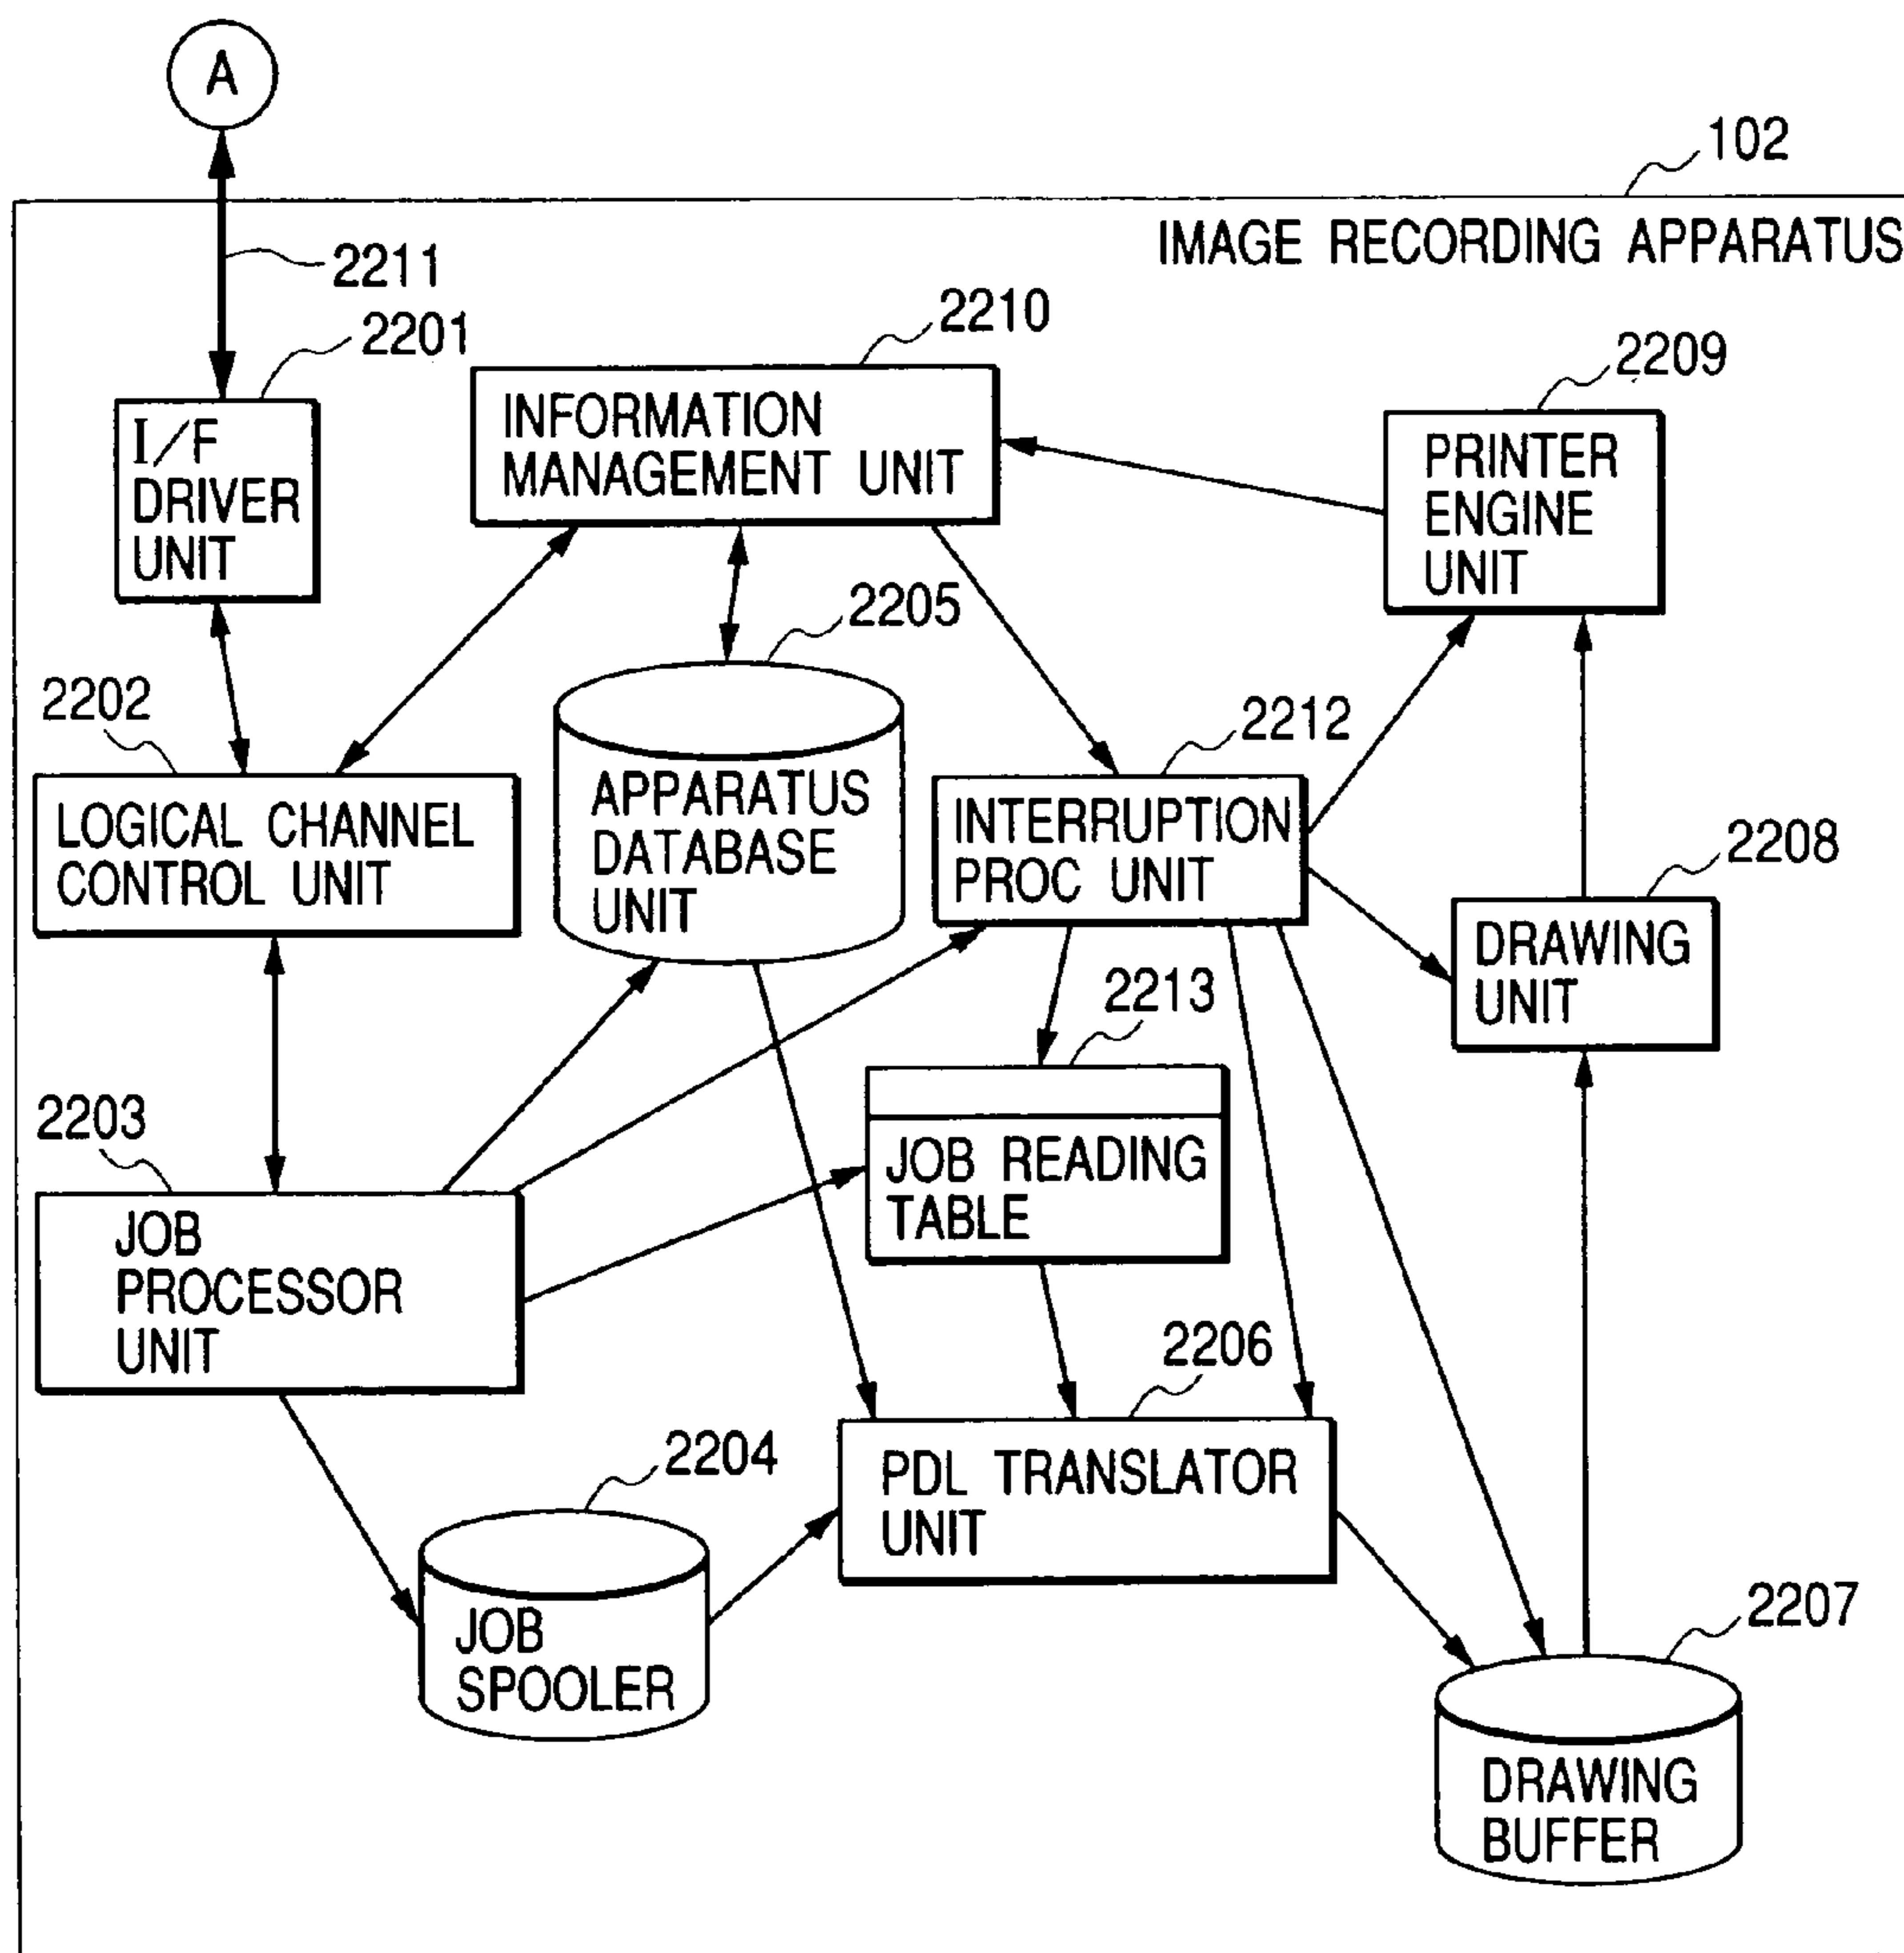 A
102
IMAGE RECORDING APPARATUS
2211
2201
2210
2209
I/F
DRIVER
UNIT
INFORMATION
MANAGEMENT UNIT
PRINTER
ENGINE
UNIT
2205
2202
2212
LOGICAL CHANNEL
CONTROL UNIT
APPARATUS
DATABASE
UNIT
INTERRUPTION
PROC UNIT
2208
DRAWING
UNIT
2213
2203
JOB READING
TABLE
JOB
PROCESSOR
UNIT
2206
2204
PDL TRANSLATOR
UNIT
2207
JOB
SPOOLER
DRAWING
BUFFER